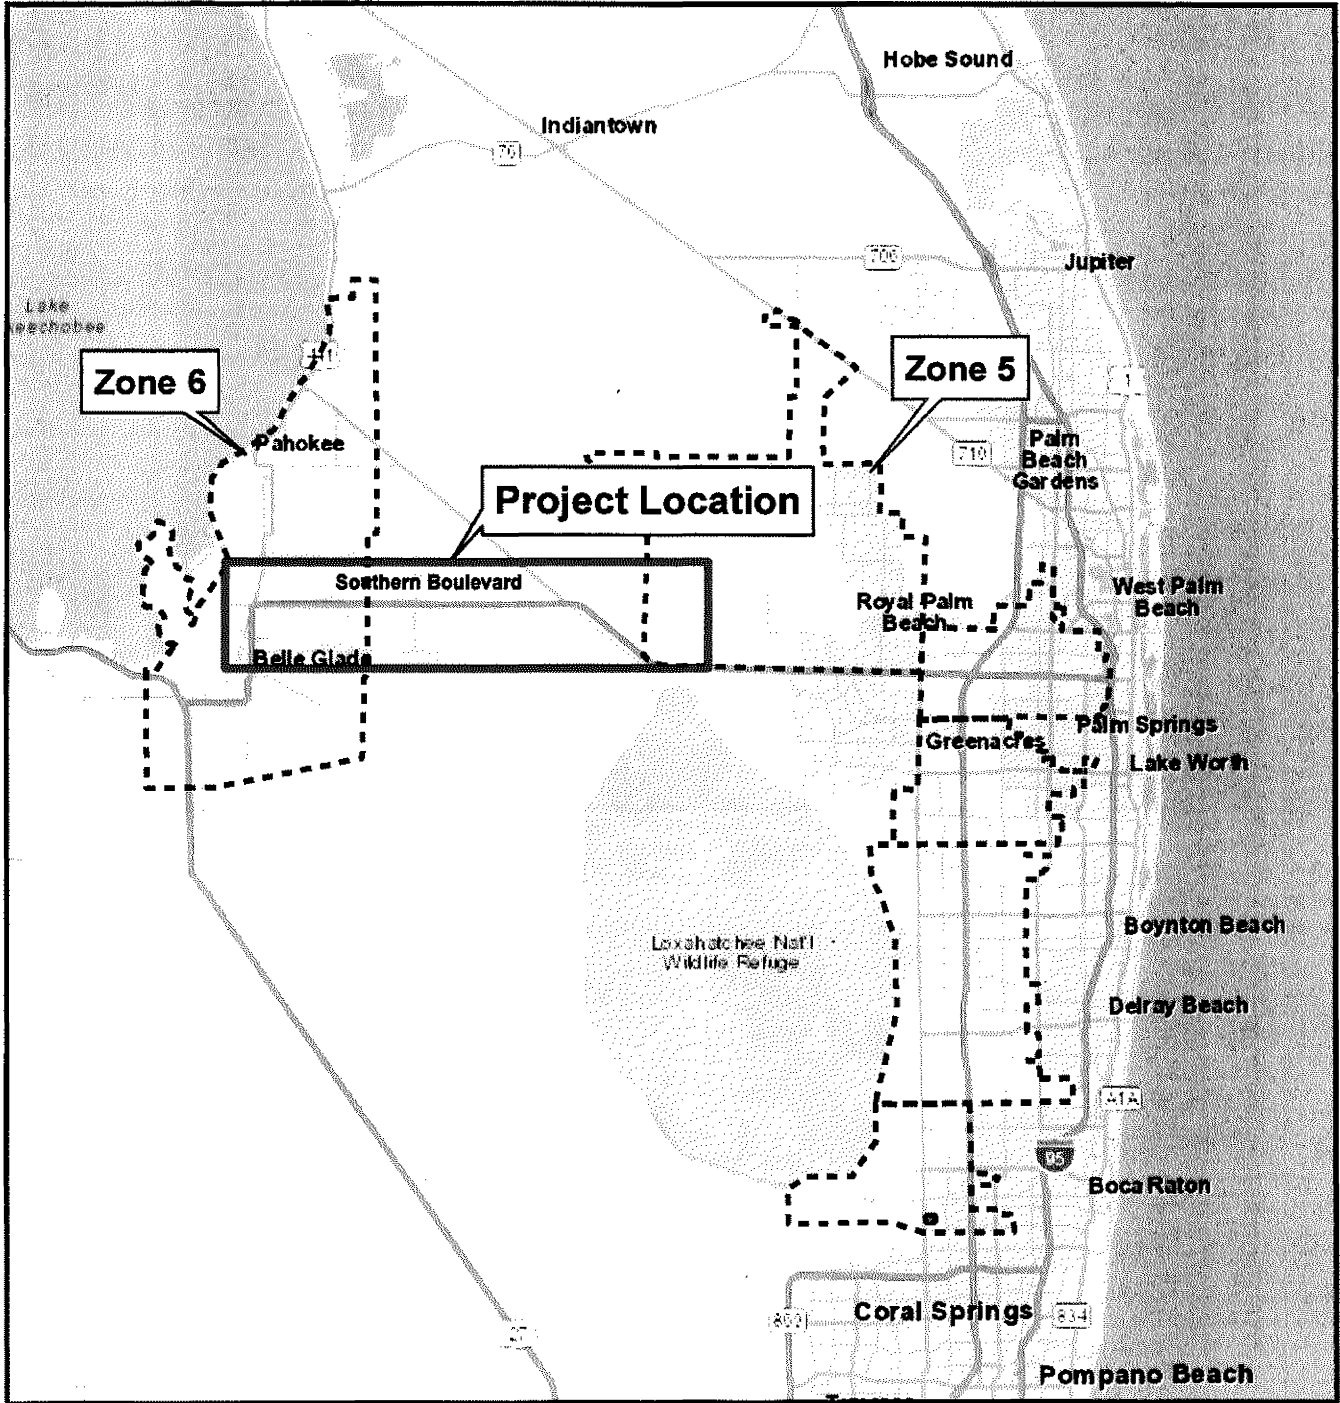 Hobe Sound
Indiantown
76
706
Jupiter
Lake
Zone 6
Zone 5
1
Pahokee
Palm
Beach
Gardens
710
Project Location
Southern Boulevard
West Palm
Beach
Royal Palm
Beach
Belle Glade
Palm Springs
Greenacres
Lake Worth
Boynton Beach
Loxahatchee Nat'l
Wildlife Refuge
Delray Beach
A1A
95
Boca Raton
Coral Springs
834
Pompano Beach